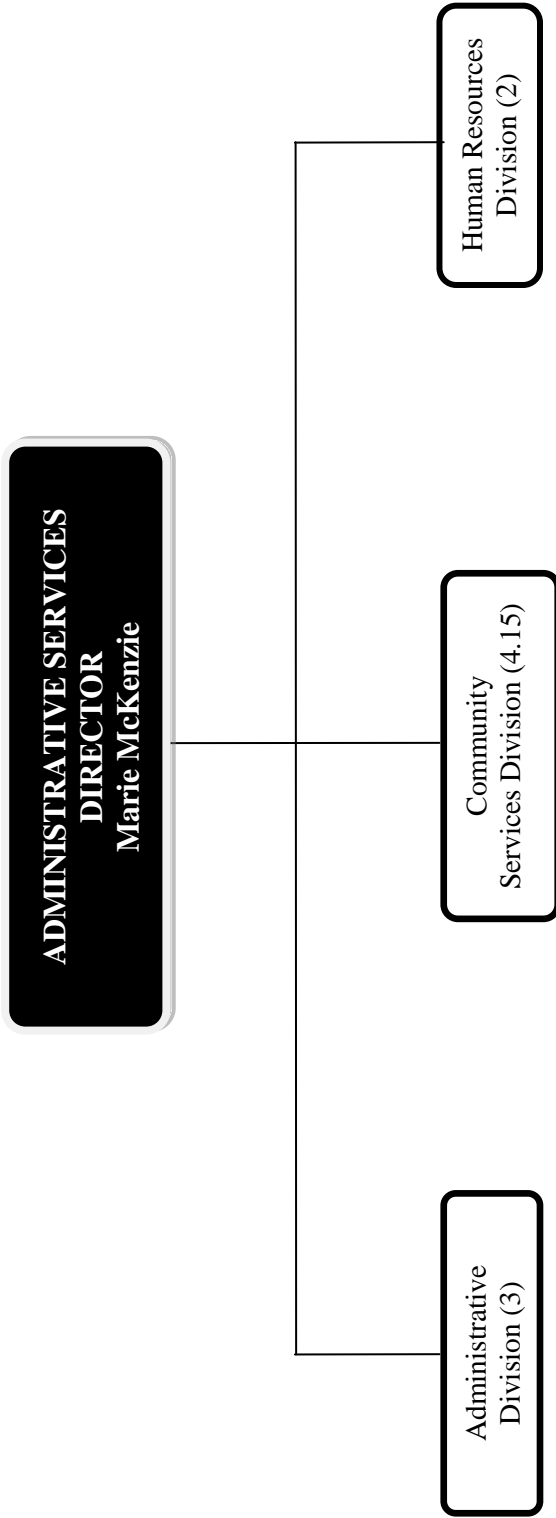 ADMINISTRATIVE SERVICES
DIRECTOR
Marie McKenzie
Administrative
Division (3)
Community
Services Division (4.15)
Human Resources
Division (2)